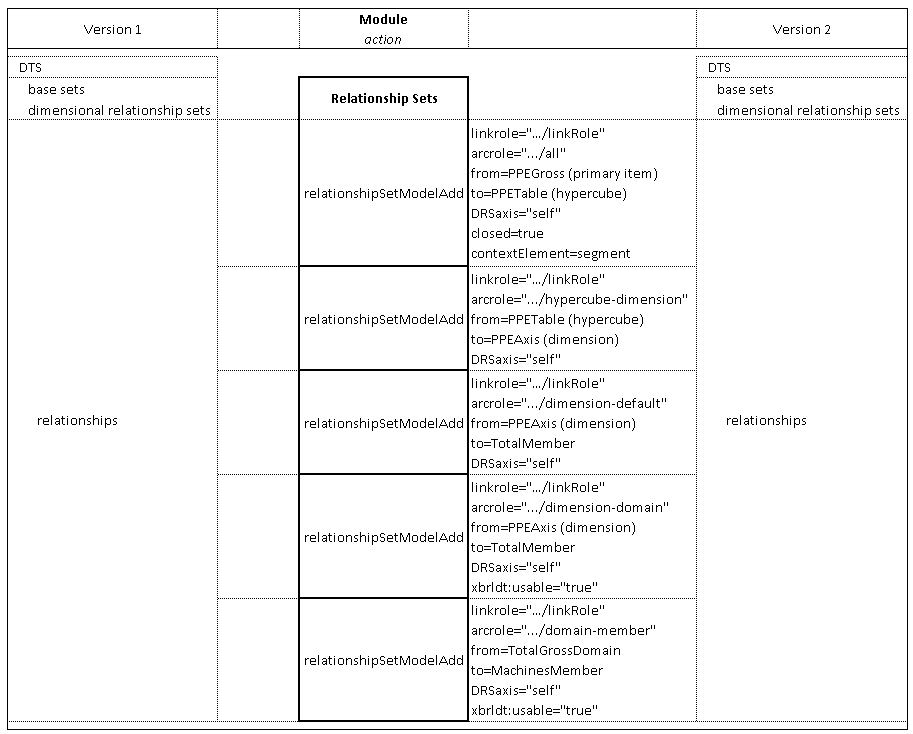 Version 1
Module
action
Version 2
DTS
base sets
dimensional relationship sets
Relationship Sets
DTS
base sets
dimensional relationship sets
relationships
relationshipSetModelAdd
linkrole=".../linkRole"
arcrole=".../all"
from=PPEGross (primary item)
to=PPETable (hypercube)
DRSaxis="self"
closed=true
contextElement=segment
relationshipSetModelAdd
linkrole=".../linkRole"
arcrole=".../hypercube-dimension"
from=PPETable (hypercube)
to=PPEAxis (dimension)
DRSaxis="self"
relationshipSetModelAdd
linkrole=".../linkRole"
arcrole=".../dimension-default"
from=PPEAxis (dimension)
to=TotalMember
DRSaxis="self"
relationshipSetModelAdd
linkrole=".../linkRole"
arcrole=".../dimension-domain"
from=PPEAxis (dimension)
to=TotalMember
DRSaxis="self"
xbrldt:usable="true"
relationshipSetModelAdd
linkrole=".../linkRole"
arcrole=".../domain-member"
from=TotalGrossDomain
to=MachinesMember
DRSaxis="self"
xbrldt:usable="true"
relationships